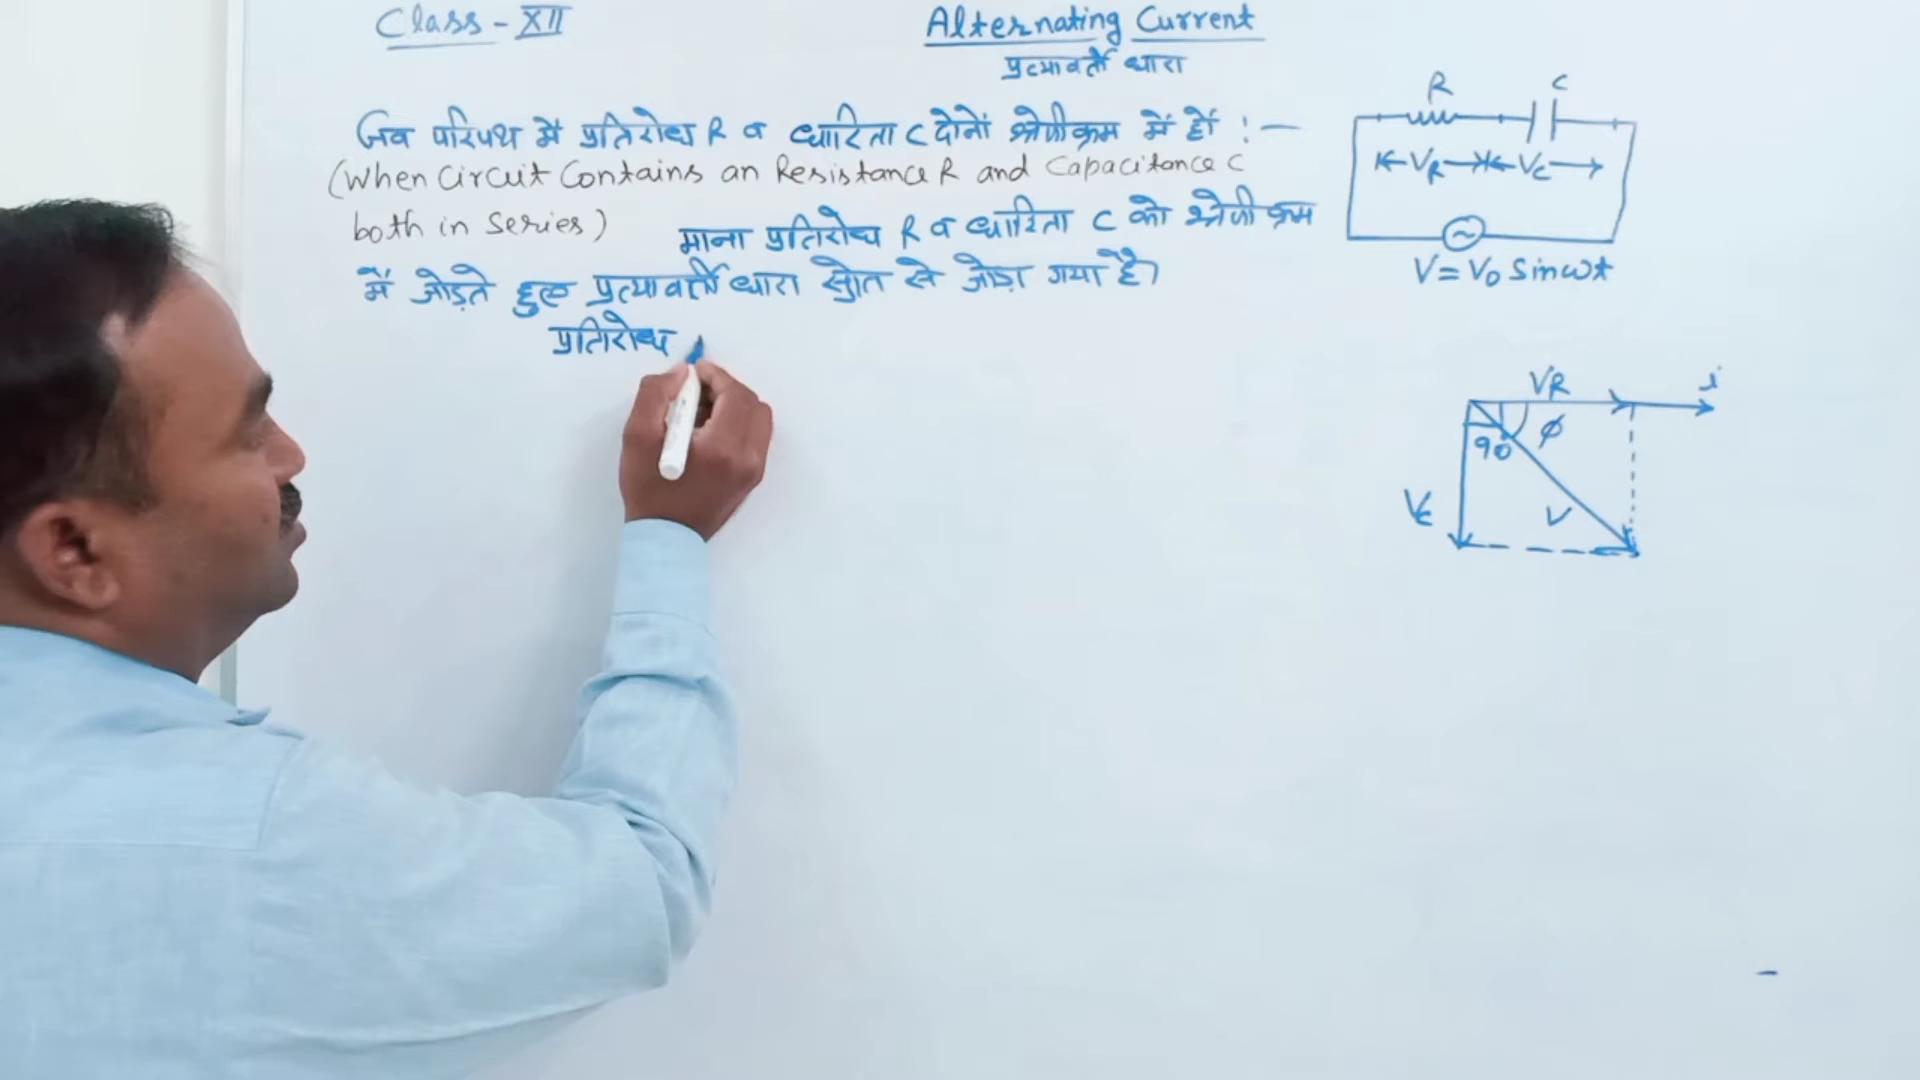 Class - XII
Alternating Current
प्रत्यावर्ती धारा
जब परिपथ में प्रतिरोध R व धारिता C दोनों श्रेणीक्रम में हों :-
(When Circuit Contains an Resistance R and Capacitance C
both in Series)
माना प्रतिरोध R व धारिता C को श्रेणीक्रम
में जोड़ते हुए प्रत्यावर्ती धारा स्रोत से जोड़ा गया है।
प्रतिरोध
R C
VR VC
~
V = V0 Sinωt
VR i
90 φ
VC V